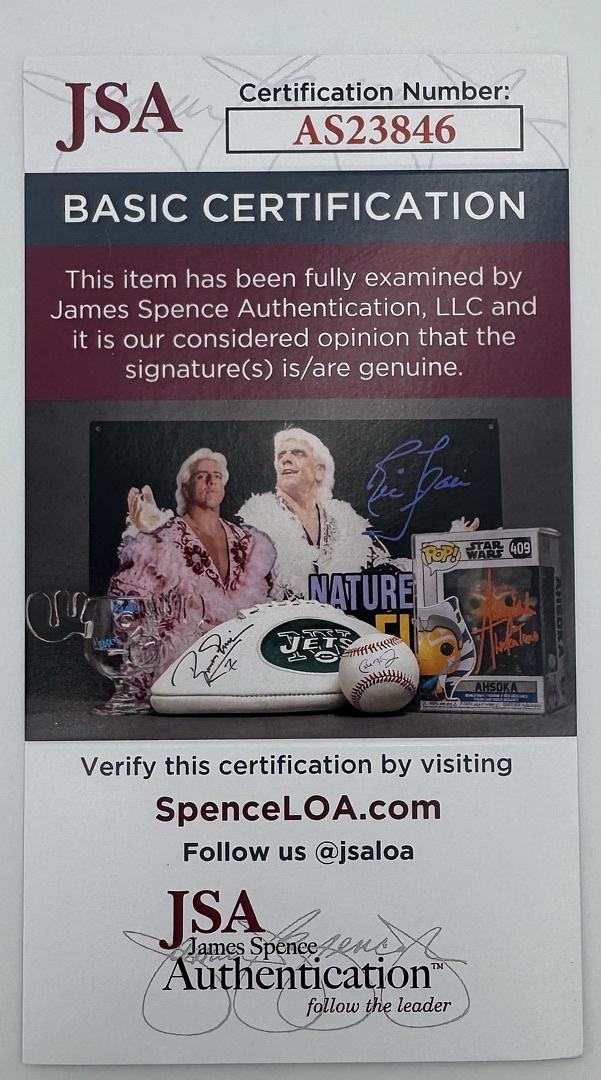 JSA
Certification Number:
AS23846
BASIC CERTIFICATION
This item has been fully examined by
James Spence Authentication, LLC and
it is our considered opinion that the
signature(s) is/are genuine.
NATURE
JETS
POP!
STAR
WARS
409
AHSOKA
Verify this certification by visiting
SpenceLOA.com
Follow us @jsaloa
JSA
James Spence
Authentication™
follow the leader